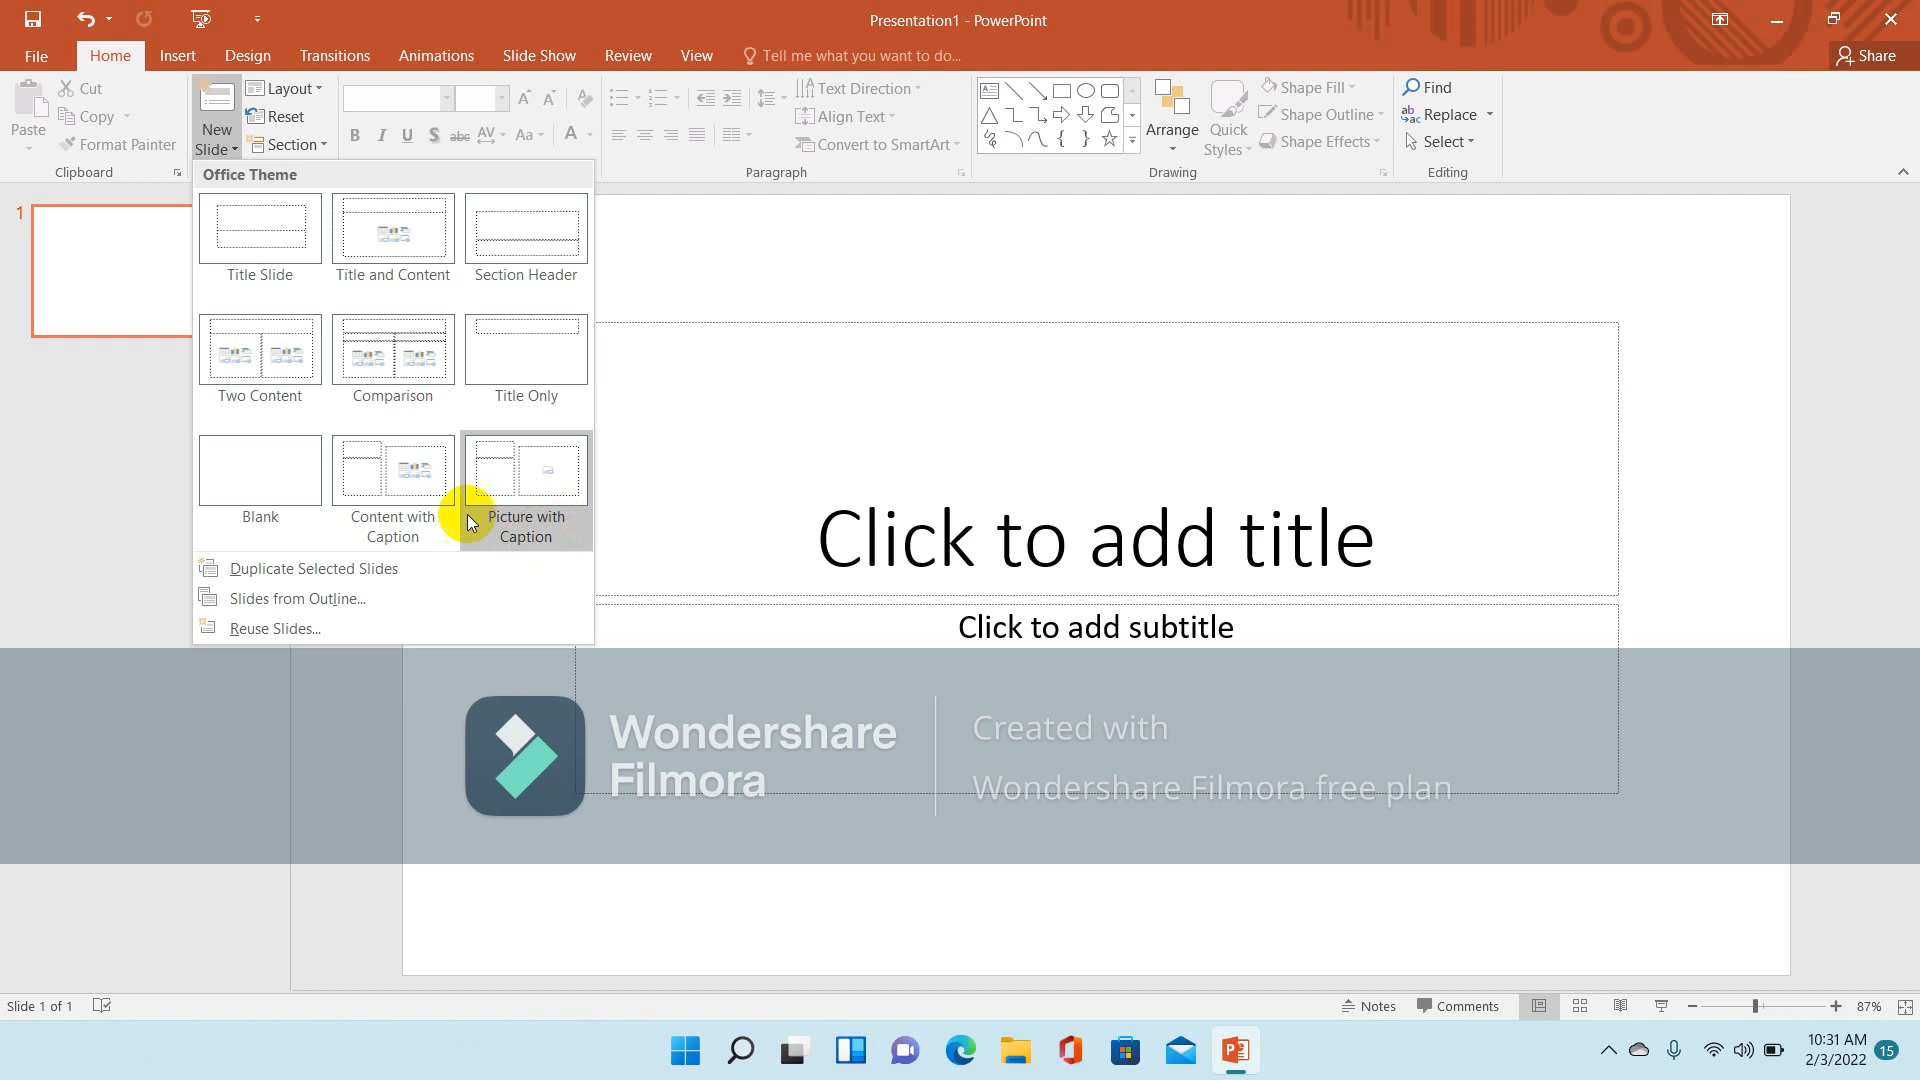 Presentation1 - PowerPoint
File Home Insert Design Transitions Animations Slide Show Review View Tell me what you want to do... Share
Paste
Cut
Copy
Format Painter
Clipboard
New
Slide
Layout
Reset
Section
B I U S abc AV Aa A
Text Direction
Align Text
Convert to SmartArt
Paragraph
Arrange
Quick
Styles
Shape Fill
Shape Outline
Shape Effects
Drawing
Find
Replace
Select
Editing
Office Theme
Title Slide
Title and Content
Section Header
Two Content
Comparison
Title Only
Blank
Content with
Caption
Picture with
Caption
Duplicate Selected Slides
Slides from Outline...
Reuse Slides...
1
Click to add title
Click to add subtitle
Wondershare
Filmora
Created with
Wondershare Filmora free plan
Slide 1 of 1
Notes Comments 87%
10:31 AM
2/3/2022
15